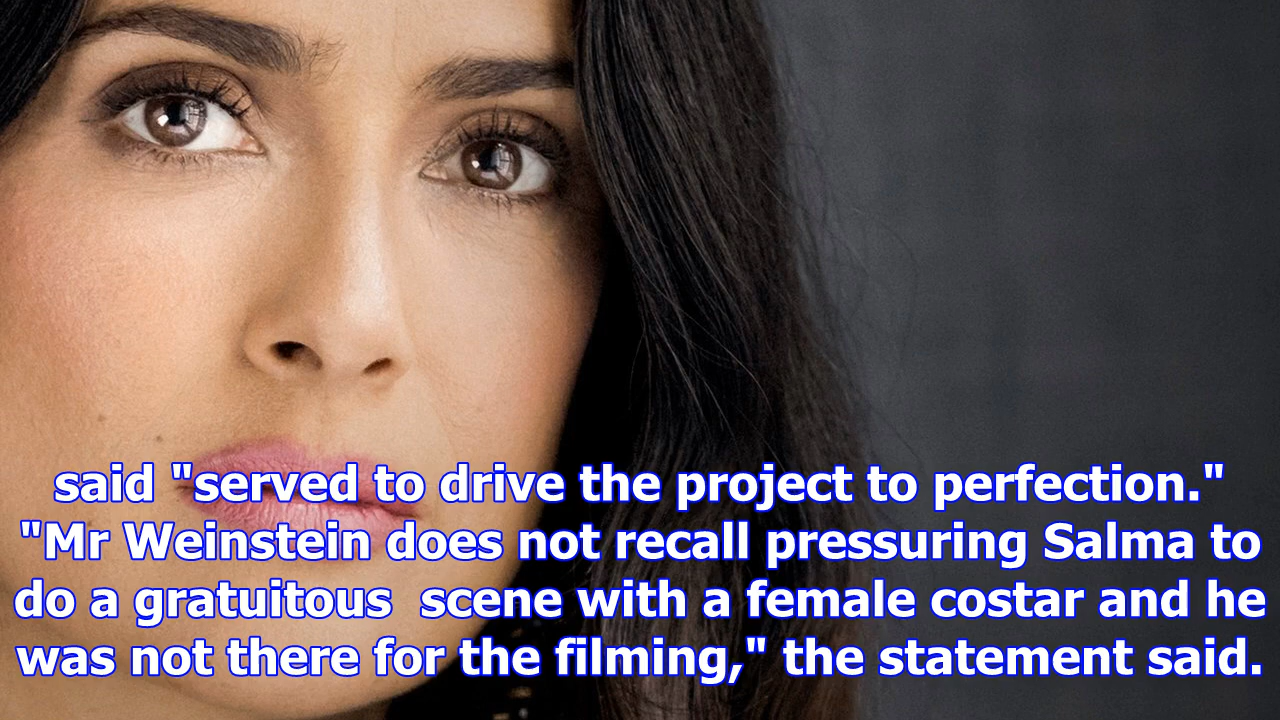 said "served to drive the project to perfection."
"Mr Weinstein does not recall pressuring Salma to
do a gratuitous  scene with a female costar and he
was not there for the filming," the statement said.